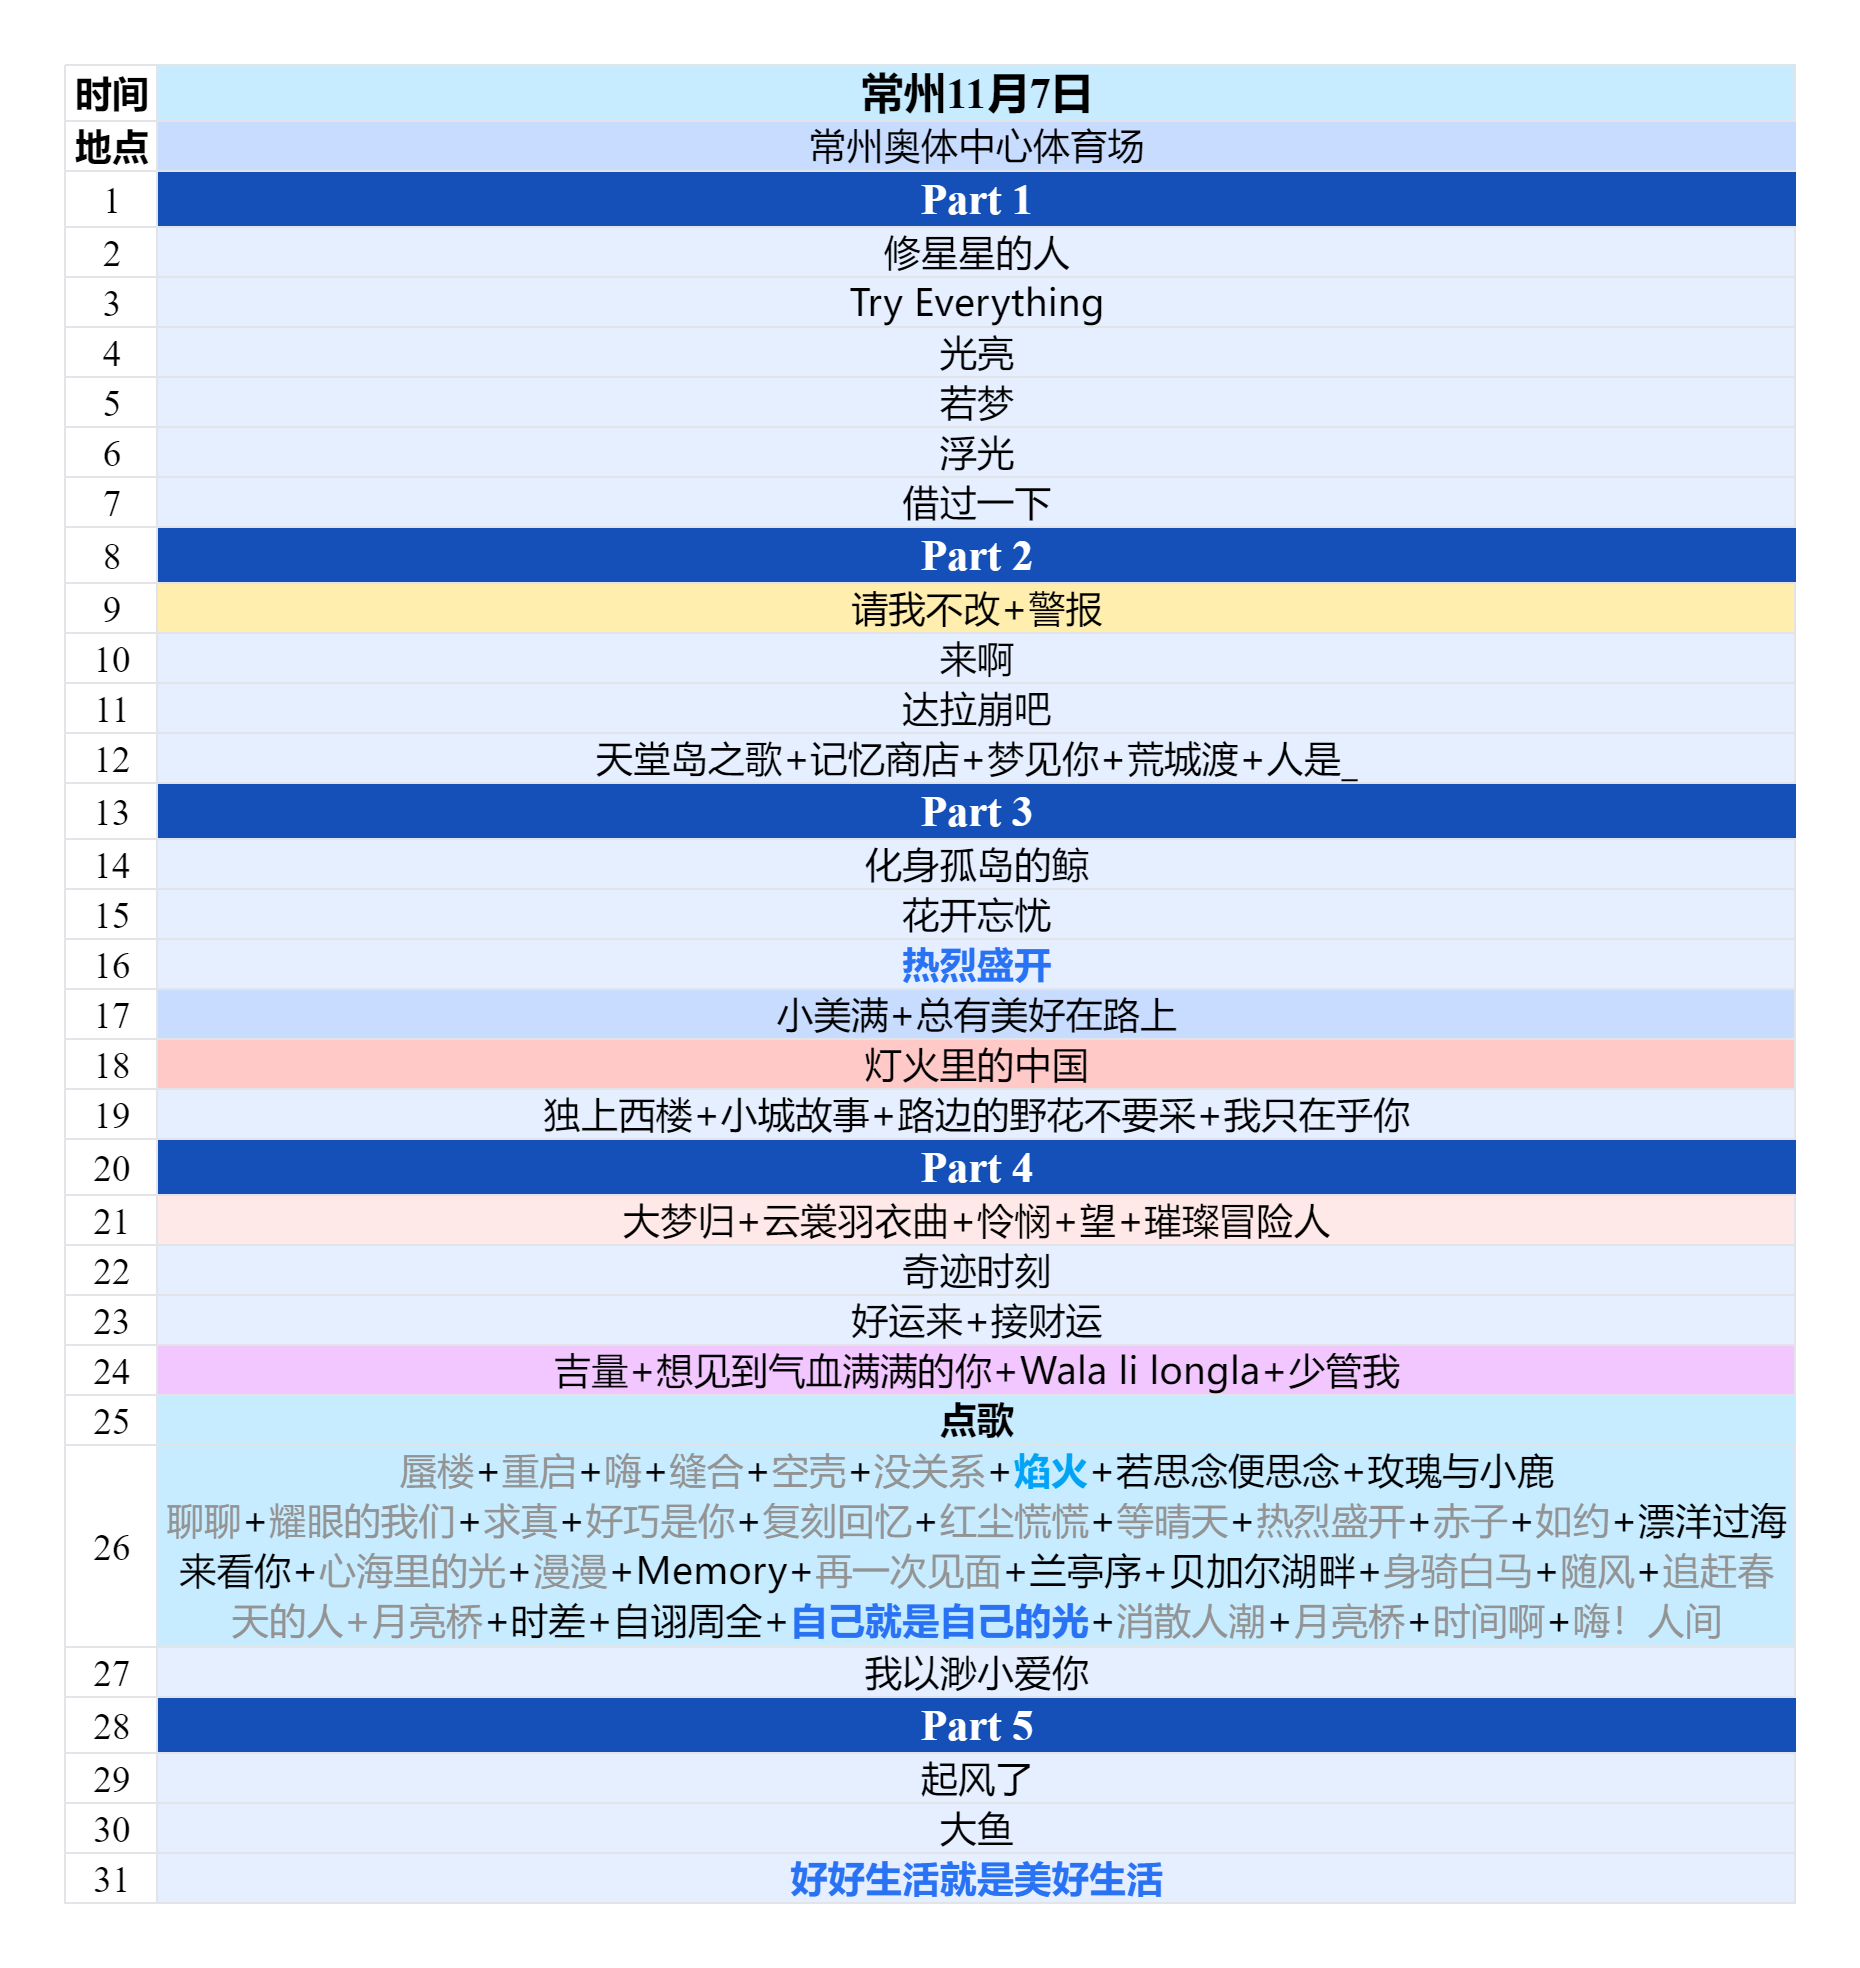 时间 常州11月7日
地点 常州奥体中心体育场
1 Part 1
2 修星星的人
3 Try Everything
4 光亮
5 若梦
6 浮光
7 借过一下
8 Part 2
9 请我不改+警报
10 来啊
11 达拉崩吧
12 天堂岛之歌+记忆商店+梦见你+荒城渡+人是_
13 Part 3
14 化身孤岛的鲸
15 花开忘忧
16 热烈盛开
17 小美满+总有美好在路上
18 灯火里的中国
19 独上西楼+小城故事+路边的野花不要采+我只在乎你
20 Part 4
21 大梦归+云裳羽衣曲+怜悯+望+璀璨冒险人
22 奇迹时刻
23 好运来+接财运
24 吉量+想见到气血满满的你+Wala li longla+少管我
25 点歌
26 蜃楼+重启+嗨+缝合+空壳+没关系+焰火+若思念便思念+玫瑰与小鹿
聊聊+耀眼的我们+求真+好巧是你+复刻回忆+红尘慌慌+等晴天+热烈盛开+赤子+如约+漂洋过海
来看你+心海里的光+漫漫+Memory+再一次见面+兰亭序+贝加尔湖畔+身骑白马+随风+追赶春
天的人+月亮桥+时差+自诩周全+自己就是自己的光+消散人潮+月亮桥+时间啊+嗨！人间
27 我以渺小爱你
28 Part 5
29 起风了
30 大鱼
31 好好生活就是美好生活